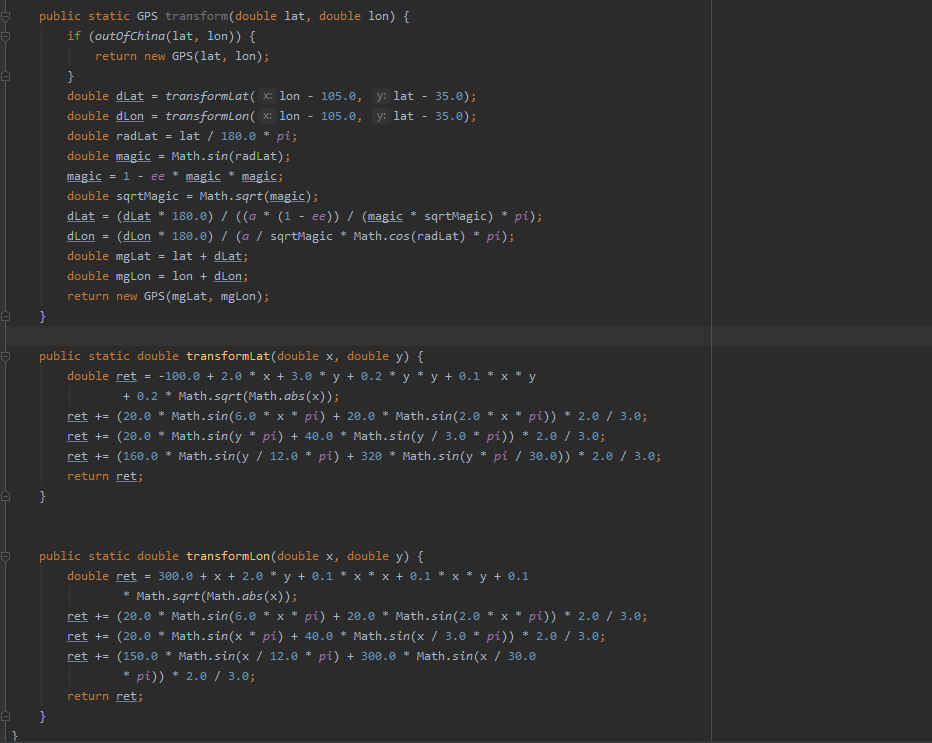 public static GPS transform(double lat, double lon) {
if (outOfChina(lat, lon)) {
return new GPS(lat, lon);
}
double dLat = transformLat( x: lon - 105.0, y: lat - 35.0);
double dLon = transformLon( x: lon - 105.0, y: lat - 35.0);
double radLat = lat / 180.0 * pi;
double magic = Math.sin(radLat);
magic = 1 - ee * magic * magic;
double sqrtMagic = Math.sqrt(magic);
dLat = (dLat * 180.0) / ((a * (1 - ee)) / (magic * sqrtMagic) * pi);
dLon = (dLon * 180.0) / (a / sqrtMagic * Math.cos(radLat) * pi);
double mgLat = lat + dLat;
double mgLon = lon + dLon;
return new GPS(mgLat, mgLon);
}
public static double transformLat(double x, double y) {
double ret = -100.0 + 2.0 * x + 3.0 * y + 0.2 * y * y + 0.1 * x * y
+ 0.2 * Math.sqrt(Math.abs(x));
ret += (20.0 * Math.sin(6.0 * x * pi) + 20.0 * Math.sin(2.0 * x * pi)) * 2.0 / 3.0;
ret += (20.0 * Math.sin(y * pi) + 40.0 * Math.sin(y / 3.0 * pi)) * 2.0 / 3.0;
ret += (160.0 * Math.sin(y / 12.0 * pi) + 320 * Math.sin(y * pi / 30.0)) * 2.0 / 3.0;
return ret;
}
public static double transformLon(double x, double y) {
double ret = 300.0 + x + 2.0 * y + 0.1 * x * x + 0.1 * x * y + 0.1
* Math.sqrt(Math.abs(x));
ret += (20.0 * Math.sin(6.0 * x * pi) + 20.0 * Math.sin(2.0 * x * pi)) * 2.0 / 3.0;
ret += (20.0 * Math.sin(x * pi) + 40.0 * Math.sin(x / 3.0 * pi)) * 2.0 / 3.0;
ret += (150.0 * Math.sin(x / 12.0 * pi) + 300.0 * Math.sin(x / 30.0
* pi)) * 2.0 / 3.0;
return ret;
}
}